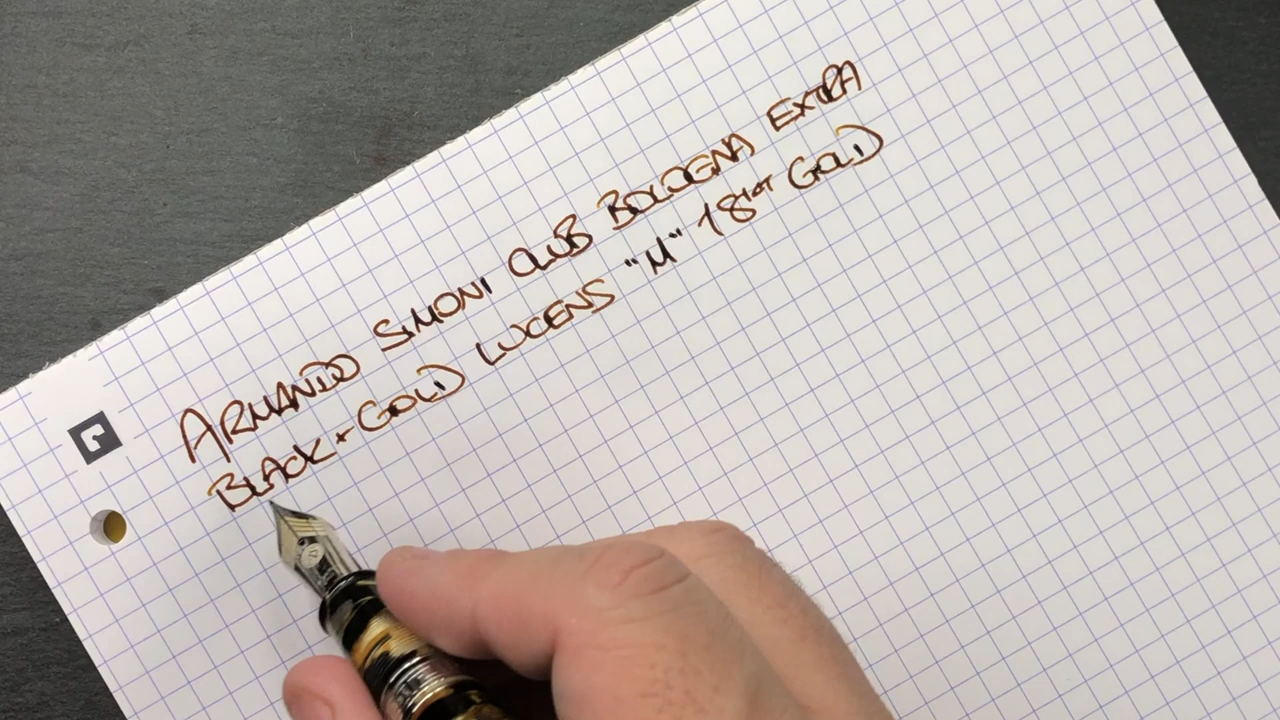 ARMANDO SIMONI CLUB BOLOGNA EXTRA
BLACK + GOLD LUCENS "M" 18KT GOLD